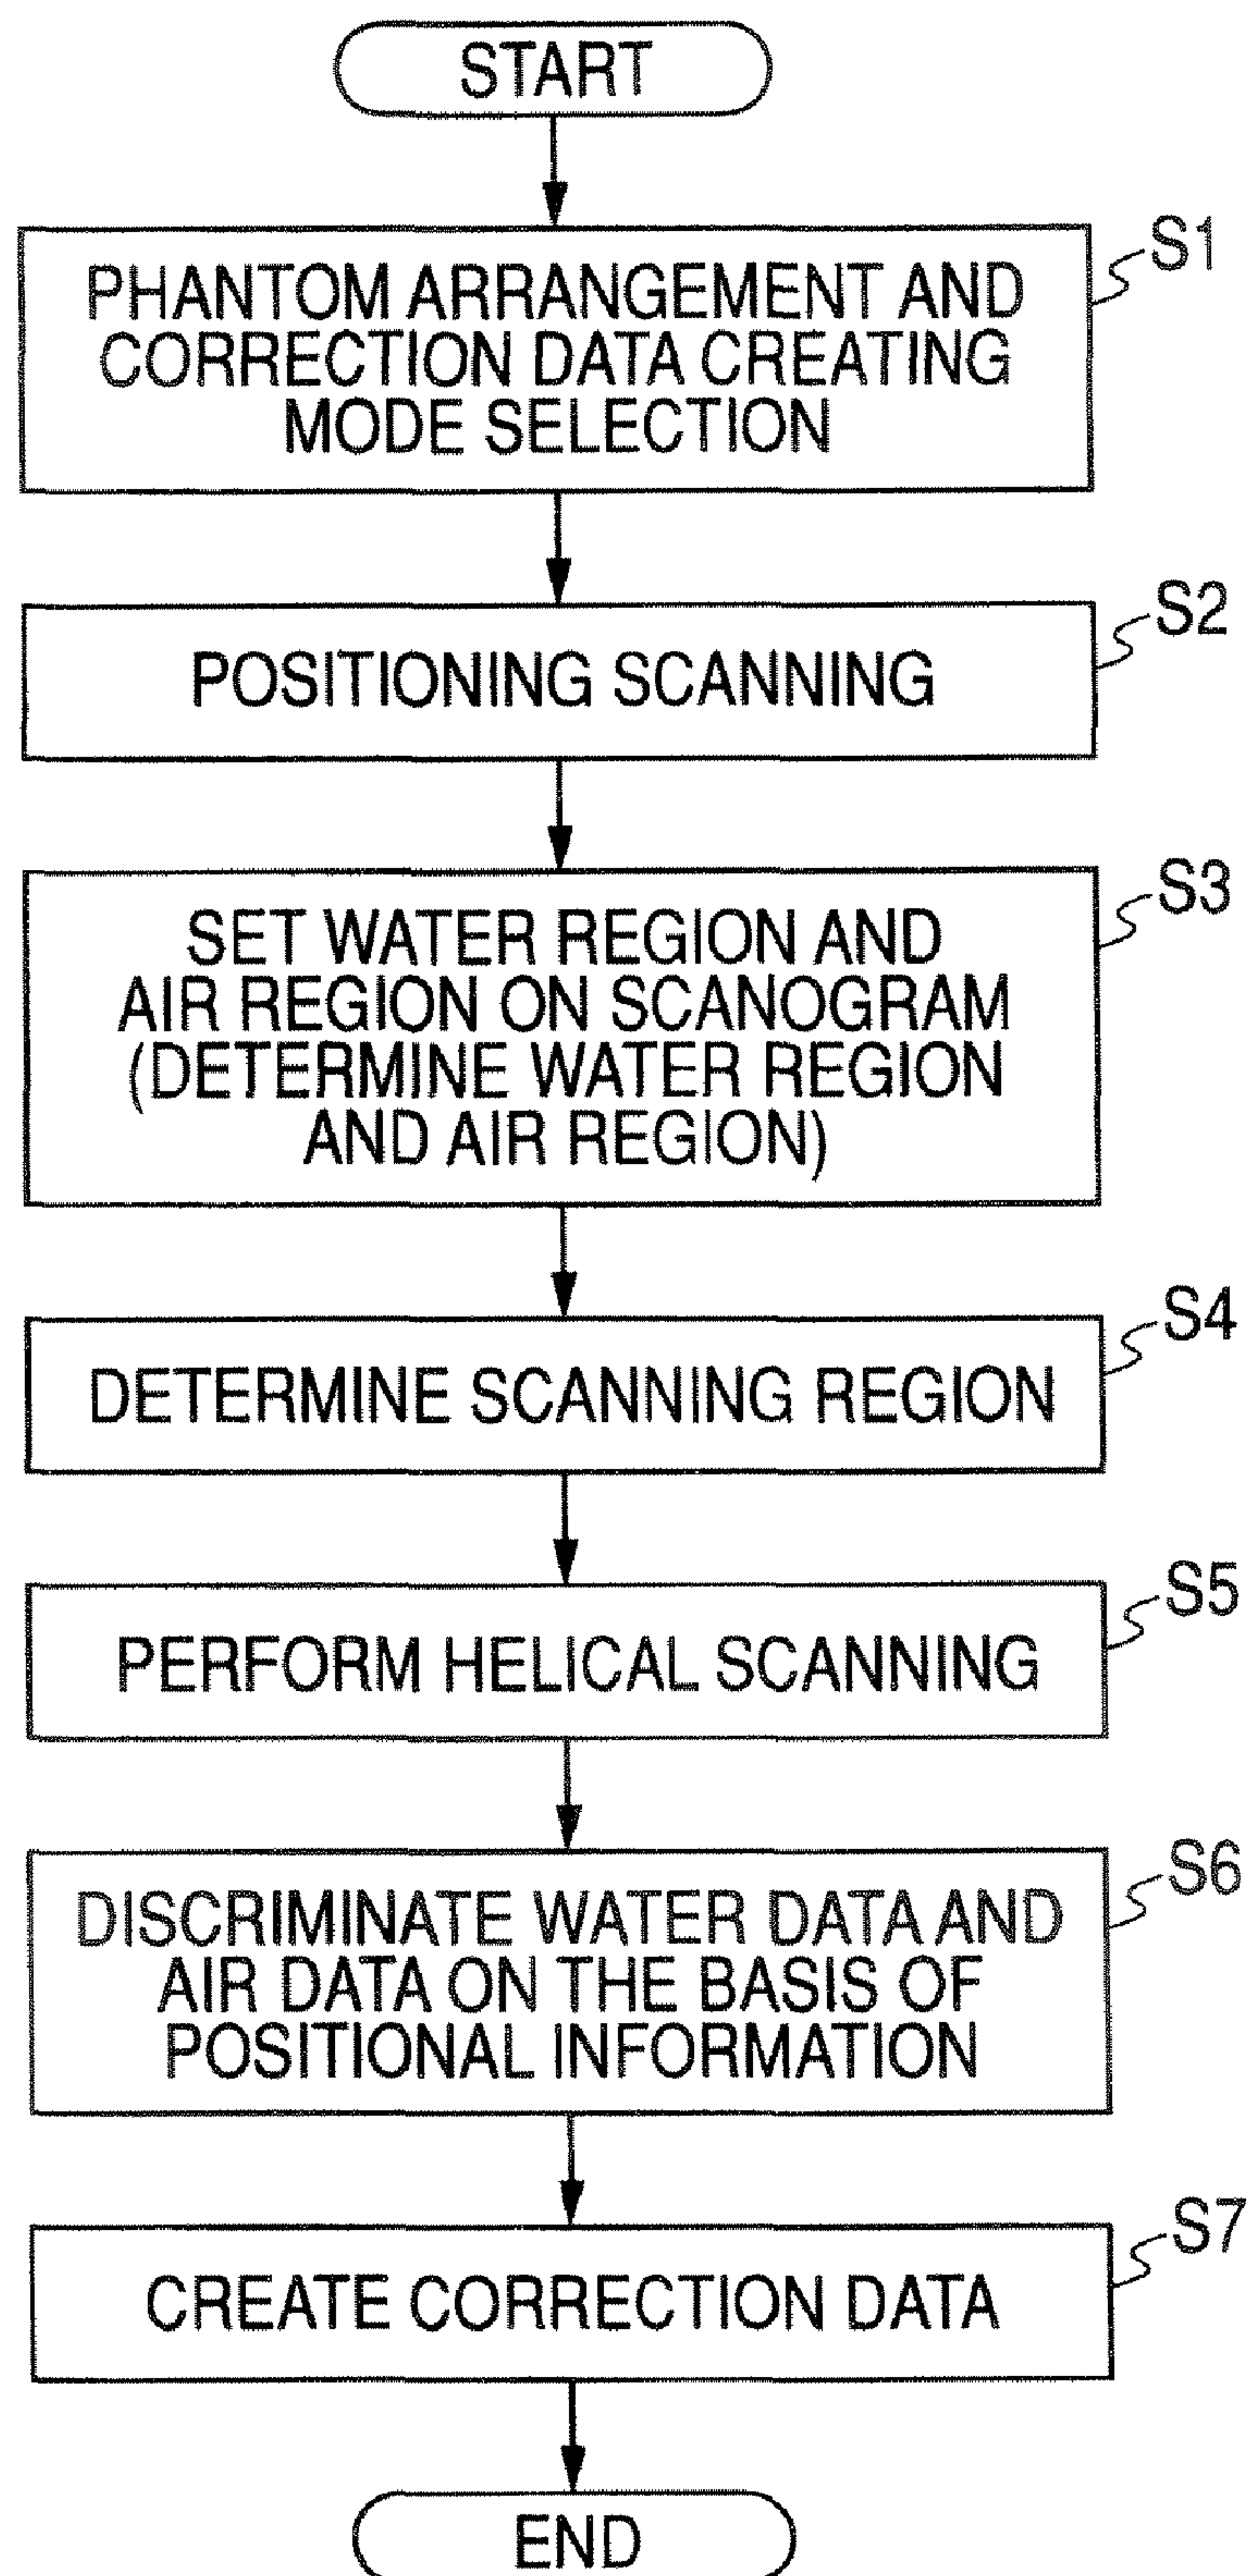 START
S1
PHANTOM ARRANGEMENT AND
CORRECTION DATA CREATING
MODE SELECTION
S2
POSITIONING SCANNING
S3
SET WATER REGION AND
AIR REGION ON SCANOGRAM
(DETERMINE WATER REGION
AND AIR REGION)
S4
DETERMINE SCANNING REGION
S5
PERFORM HELICAL SCANNING
S6
DISCRIMINATE WATER DATA AND
AIR DATA ON THE BASIS OF
POSITIONAL INFORMATION
S7
CREATE CORRECTION DATA
END